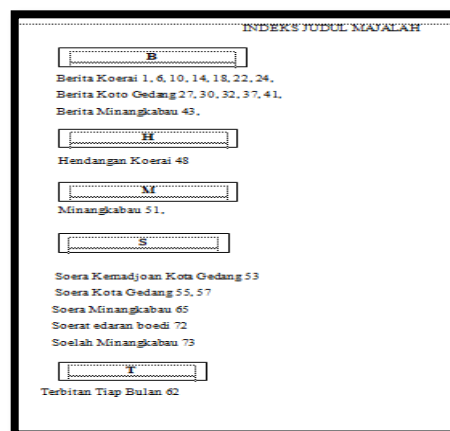 INDEKS JUDUL MAJALAH
B
Berita Koerai 1, 6, 10, 14, 18, 22, 24,
Berita Koto Gedang 27, 30, 32, 37, 41,
Berita Minangkabau 43,
H
Hendangan Koerai 48
M
Minangkabau 51,
S
Soera Kemadjoan Kota Gedang 53
Soera Kota Gedang 55, 57
Soera Minangkabau 65
Soerat edaran boedi 72
Soelah Minangkabau 73
T
Terbitan Tiap Bulan 62